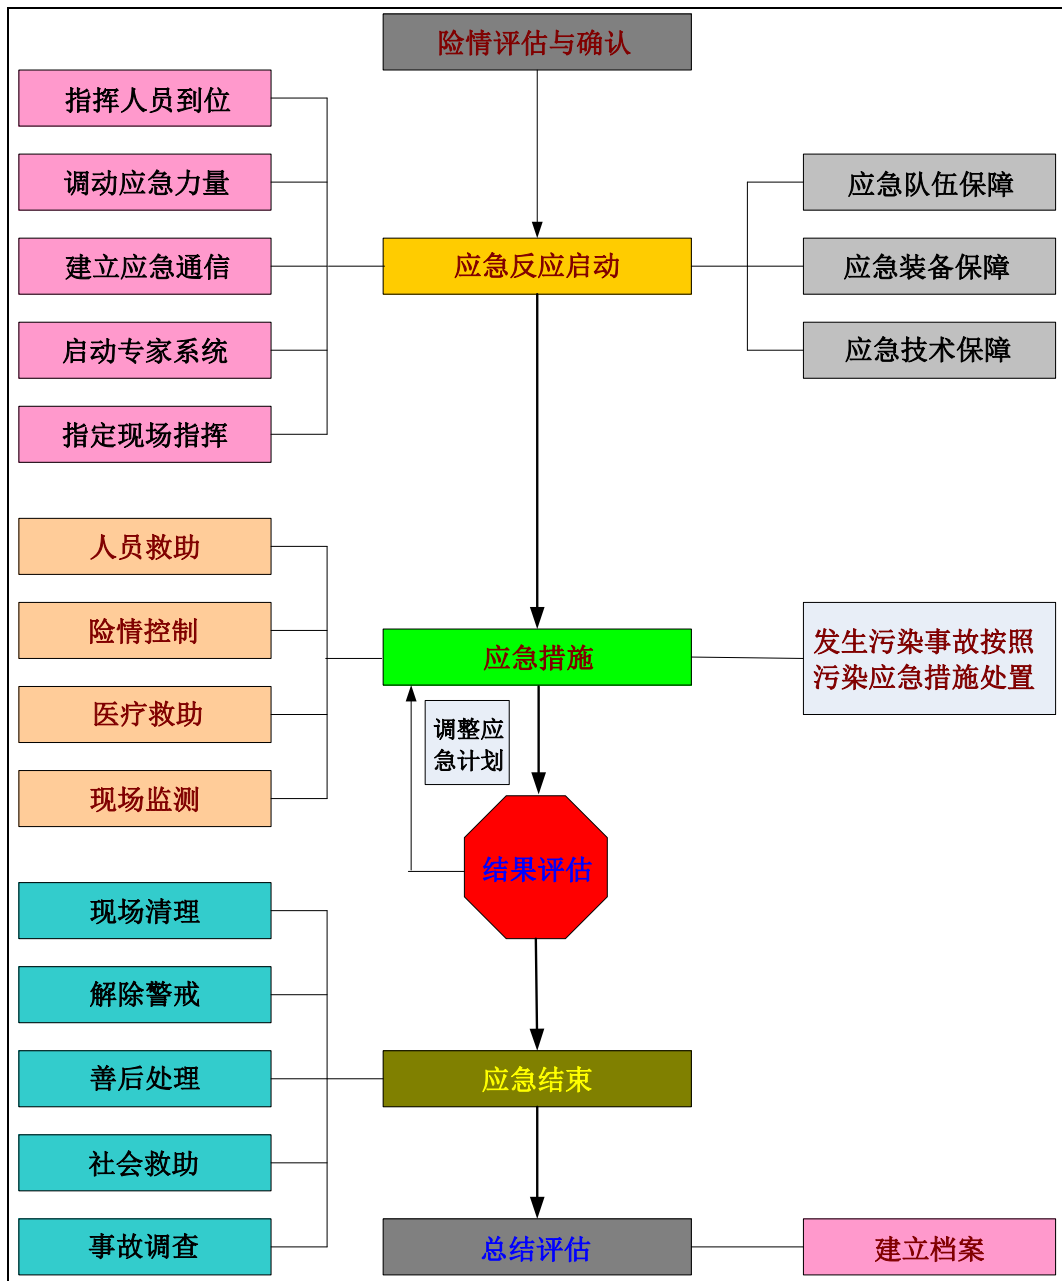 险情评估与确认
指挥人员到位
调动应急力量
应急队伍保障
建立应急通信
应急反应启动
应急装备保障
启动专家系统
应急技术保障
指定现场指挥
人员救助
险情控制
应急措施
发生污染事故按照
污染应急措施处置
医疗救助
调整应
急计划
现场监测
结果评估
现场清理
解除警戒
善后处理
应急结束
社会救助
事故调查
总结评估
建立档案